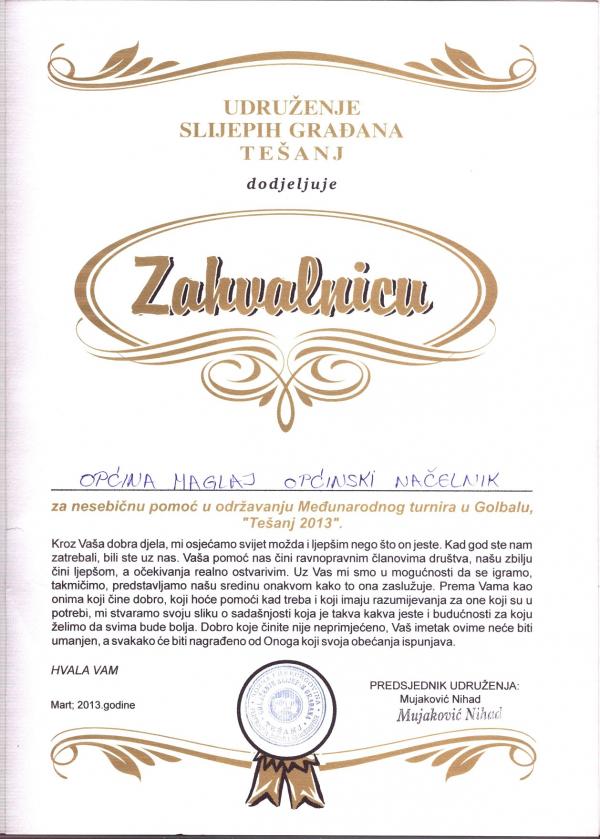 UDRUŽENJE
SLIJEPIH GRAĐANA
TEŠANJ
dodjeljuje
Zahvalnicu
OPĆINA MAGLAJ OPĆINSKI NAČELNIK
za nesebičnu pomoć u održavanju Međunarodnog turnira u Golbalu,
"Tešanj 2013".
Kroz Vaša dobra djela, mi osjećamo svijet možda i ljepšim nego što on jeste. Kad god ste nam
zatrebali, bili ste uz nas. Vaša pomoć nas čini ravnopravnim članovima društva, našu zbilju
čini ljepšom, a očekivanja realno ostvarivim. Uz Vas mi smo u mogućnosti da se igramo,
takmičimo, predstavljamo našu sredinu onakvom kako to ona zaslužuje. Prema Vama kao
onima koji čine dobro, koji hoće pomoći kad treba i koji imaju razumijevanja za one koji su u
potrebi, mi stvaramo svoju sliku o sadašnjosti koja je takva kakva jeste i budućnosti za koju
želimo da svima bude bolja. Dobro koje činite nije neprimjećeno, Vaš imetak ovime neće biti
umanjen, a svakako će biti nagrađeno od Onoga koji svoja obećanja ispunjava.
HVALA VAM
Mart; 2013.godine
PREDSJEDNIK UDRUŽENJA:
Mujaković Nihad
Mujaković Nihad
TEŠANJ